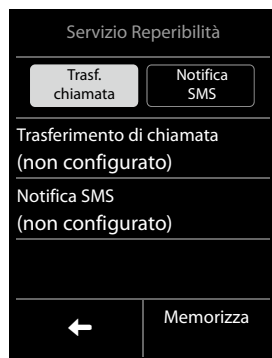 Servizio Reperibilità
Trasf.
chiamata
Notifica
SMS
Trasferimento di chiamata
(non configurato)
Notifica SMS
(non configurato)
Memorizza